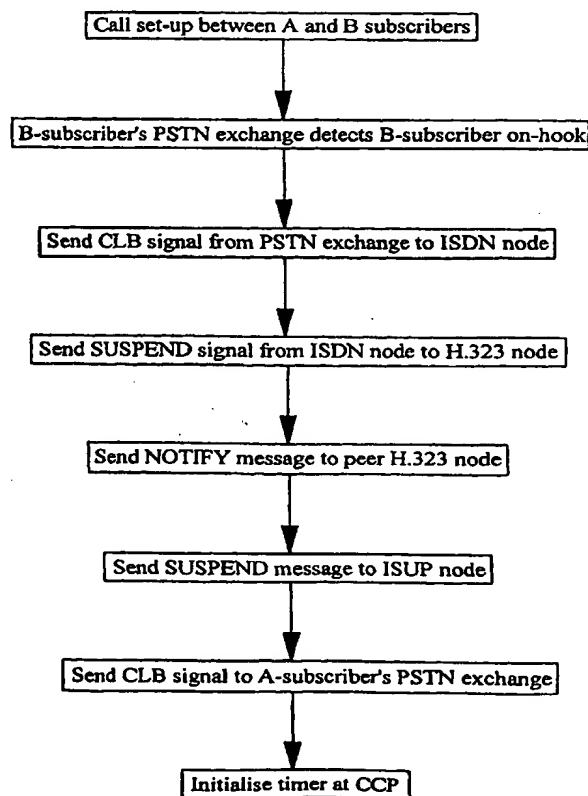 Call set-up between A and B subscribers
B-subscriber's PSTN exchange detects B-subscriber on-hook
Send CLB signal from PSTN exchange to ISDN node
Send SUSPEND signal from ISDN node to H.323 node
Send NOTIFY message to peer H.323 node
Send SUSPEND message to ISUP node
Send CLB signal to A-subscriber's PSTN exchange
Initialise timer at CCP